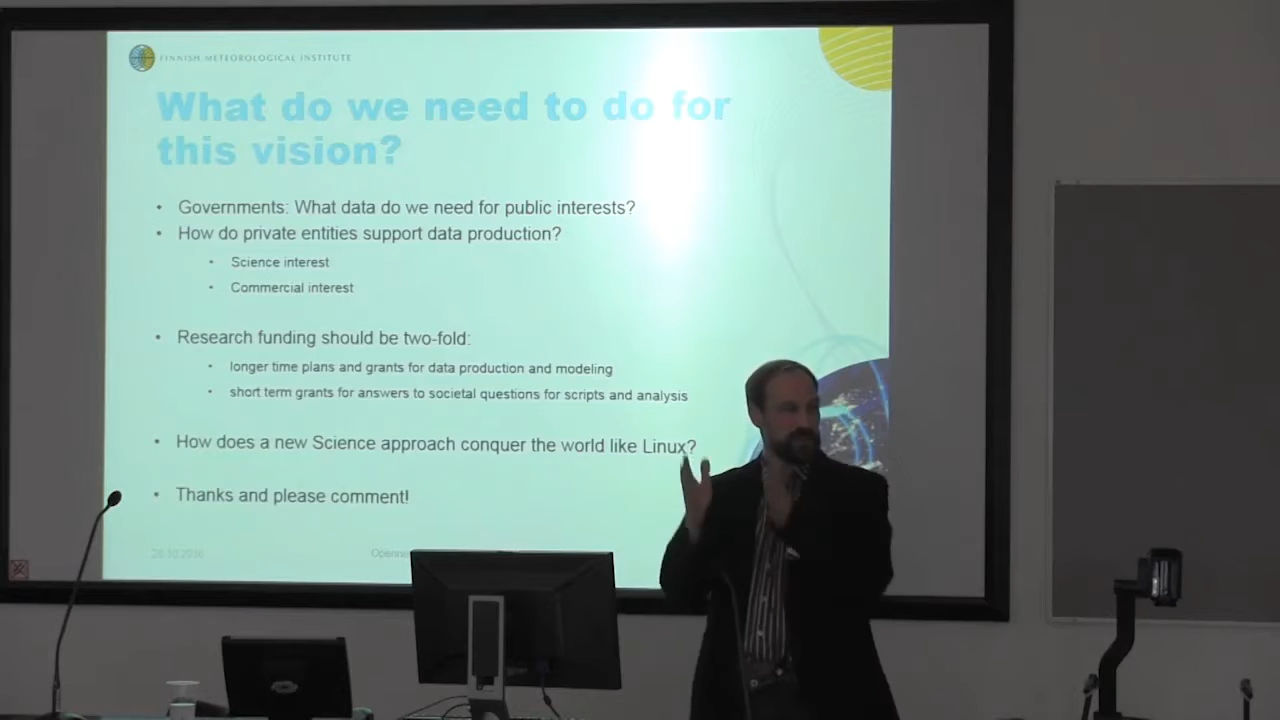 FINNISH METEOROLOGICAL INSTITUTE
What do we need to do for
this vision?
• Governments: What data do we need for public interests?
• How do private entities support data production?
• Science interest
• Commercial interest
• Research funding should be two-fold:
• longer time plans and grants for data production and modeling
• short term grants for answers to societal questions for scripts and analysis
• How does a new Science approach conquer the world like Linux?
• Thanks and please comment!